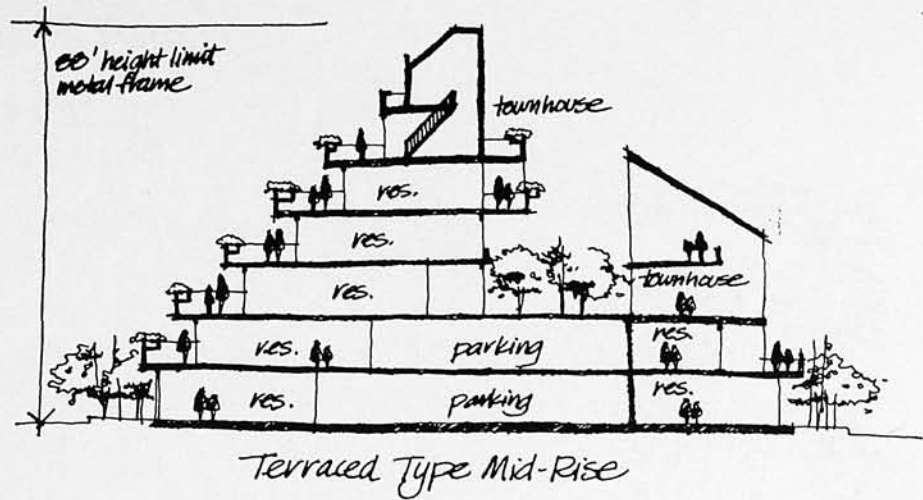 88' height limit
metal frame
townhouse
res.
res.
res.
townhouse
res. parking res.
res. parking res.
Terraced Type Mid-Rise